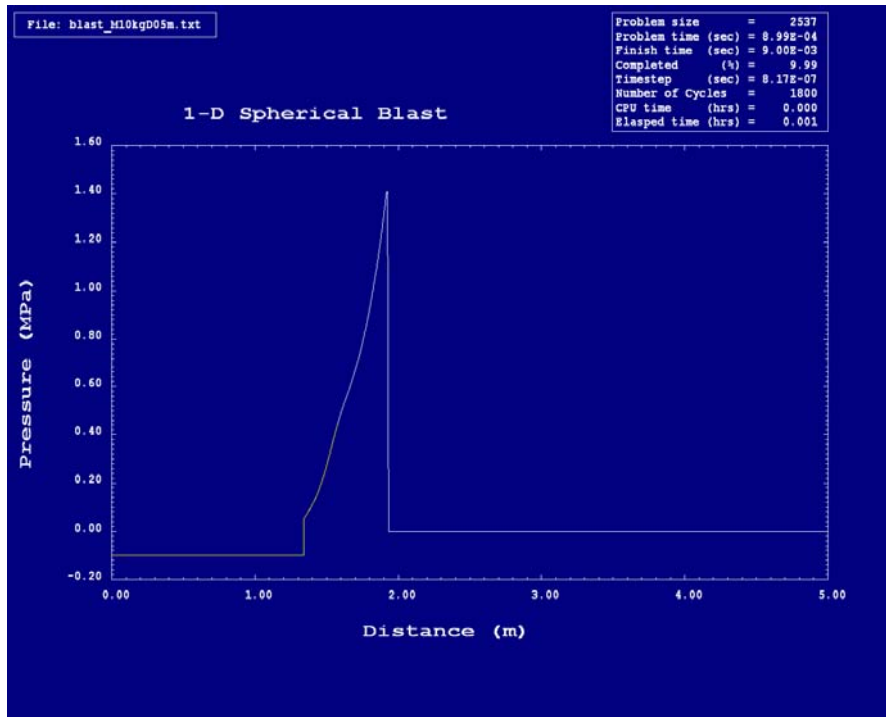 File: blast_M10kgD05m.txt
Problem size = 2537
Problem time (sec) = 8.99E-04
Finish time (sec) = 9.00E-03
Completed (%) = 9.99
Timestep (sec) = 8.17E-07
Number of Cycles = 1800
CPU time (hrs) = 0.000
Elasped time (hrs) = 0.001
1-D Spherical Blast
1.60
1.40
1.20
1.00
0.80
0.60
0.40
0.20
0.00
-0.20
Pressure (MPa)
0.00 1.00 2.00 3.00 4.00 5.00
Distance (m)